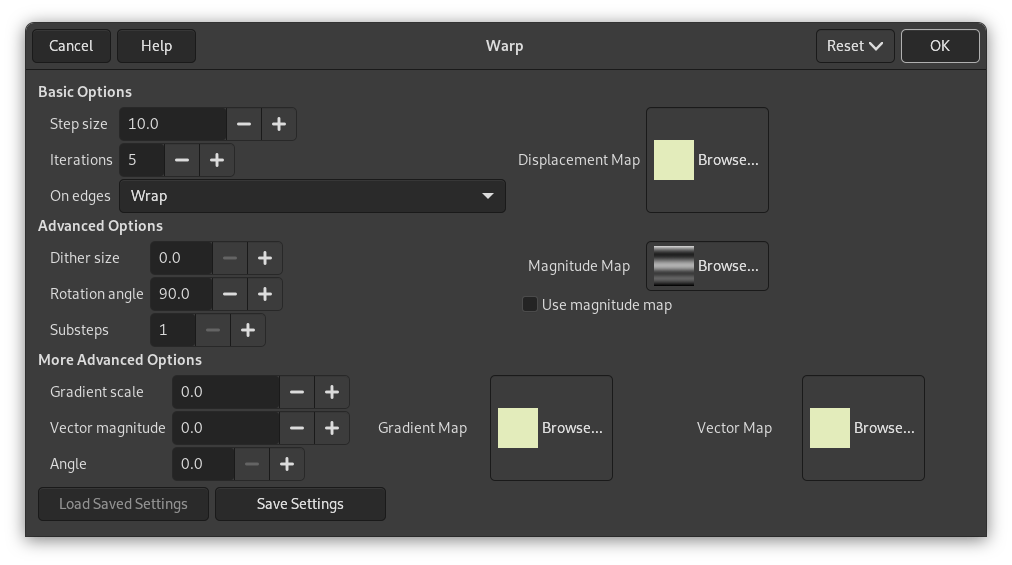 Cancel Help Warp Reset OK
Basic Options
Step size 10.0
Iterations 5 Displacement Map Browse...
On edges Wrap
Advanced Options
Dither size 0.0
Magnitude Map Browse...
Rotation angle 90.0
Use magnitude map
Substeps 1
More Advanced Options
Gradient scale 0.0
Vector magnitude 0.0 Gradient Map Browse... Vector Map Browse...
Angle 0.0
Load Saved Settings Save Settings